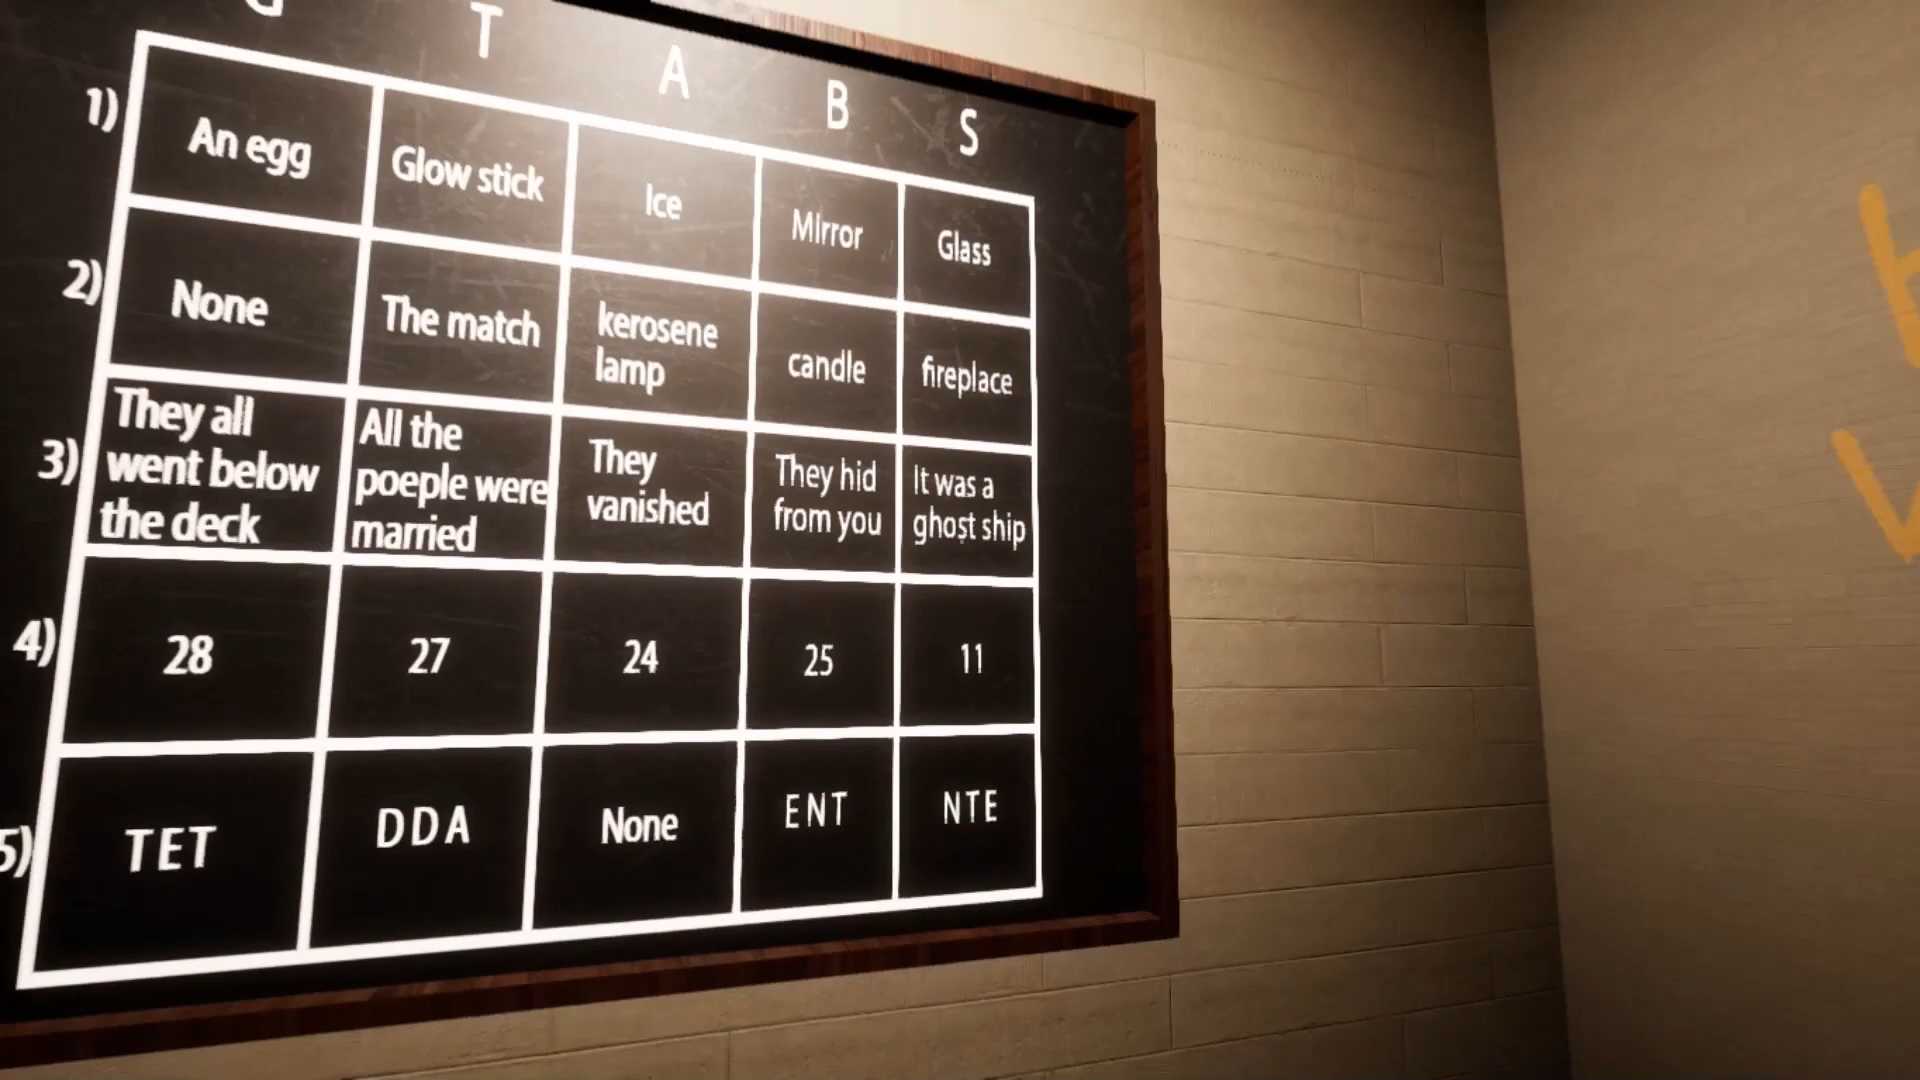 G T A B S
1) An egg Glow stick Ice MIrror Glass
2) None The match kerosene lamp candle fireplace
3) They all went below the deck All the poeple were married They vanished They hid from you It was a ghost ship
4) 28 27 24 25 11
5) TET DDA None ENT NTE